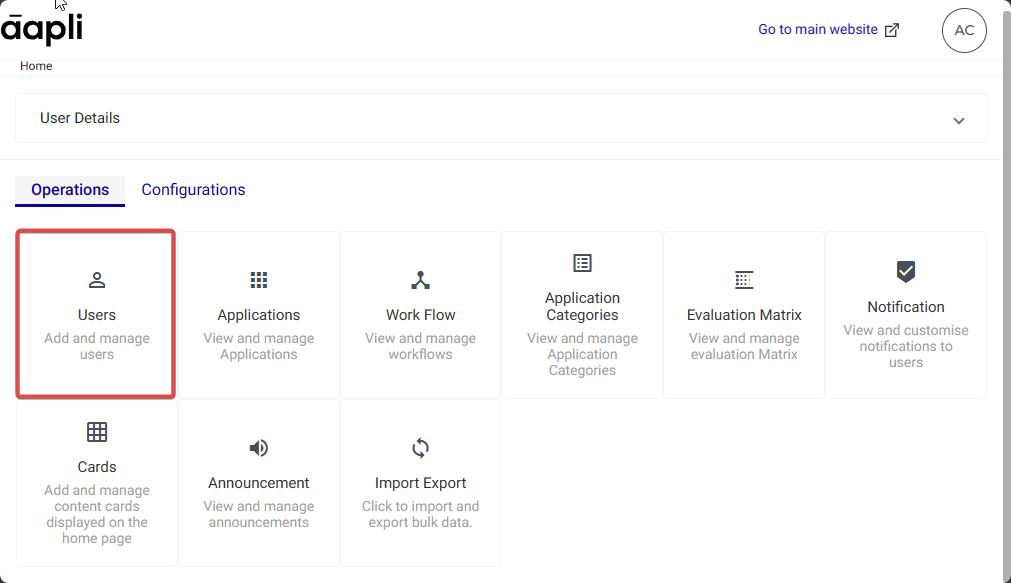 āapli
Go to main website
AC
Home
User Details
Operations
Configurations
Users
Add and manage
users
Applications
View and manage
Applications
Work Flow
View and manage
workflows
Application
Categories
View and manage
Application
Categories
Evaluation Matrix
View and manage
evaluation Matrix
Notification
View and customise
notifications to
users
Cards
Add and manage
content cards
displayed on the
home page
Announcement
View and manage
announcements
Import Export
Click to import and
export bulk data.